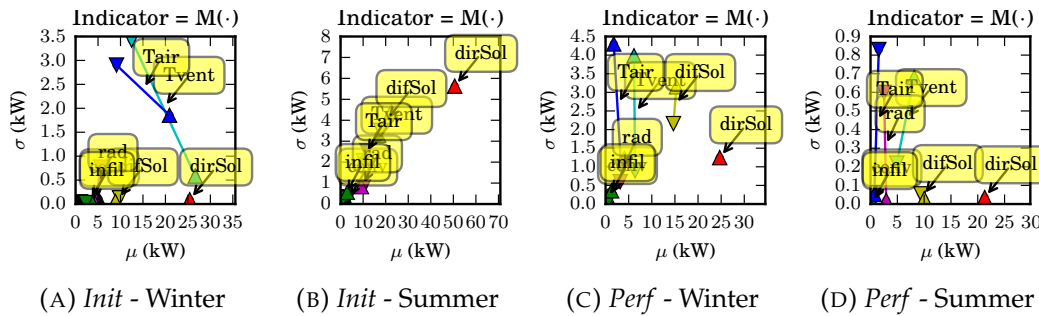 Indicator = M(·)
σ (kW)
3.5
3.0
2.5
2.0
1.5
1.0
0.5
0.0
Tair
Tvent
rad
infil
difSol
dirSol
0 5 10 15 20 25 30 35
μ (kW)
(A) Init - Winter
Indicator = M(·)
σ (kW)
8
7
6
5
4
3
2
1
0
dirSol
difSol
Tvent
Tair
rad
infil
0 10 20 30 40 50 60 70
μ (kW)
(B) Init - Summer
Indicator = M(·)
σ (kW)
4.5
4.0
3.5
3.0
2.5
2.0
1.5
1.0
0.5
0.0
Tair
Tvent
difSol
rad
infil
dirSol
0 5 10 15 20 25 30
μ (kW)
(C) Perf - Winter
Indicator = M(·)
σ (kW)
0.9
0.8
0.7
0.6
0.5
0.4
0.3
0.2
0.1
0.0
Tair
Tvent
rad
infil
difSol
dirSol
0 5 10 15 20 25 30
μ (kW)
(D) Perf - Summer